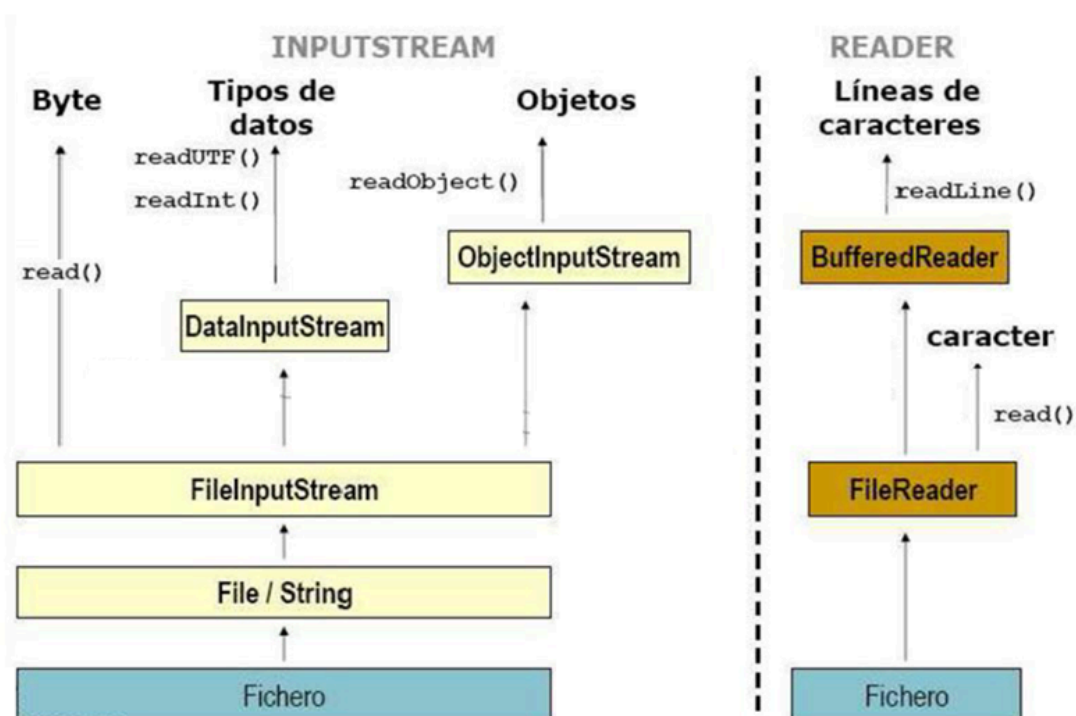 INPUTSTREAM
READER
Byte
Tipos de
datos
Objetos
Líneas de
caracteres
readUTF()
readInt()
readObject()
readLine()
read()
ObjectInputStream
BufferedReader
DataInputStream
caracter
read()
FileInputStream
FileReader
File / String
Fichero
Fichero